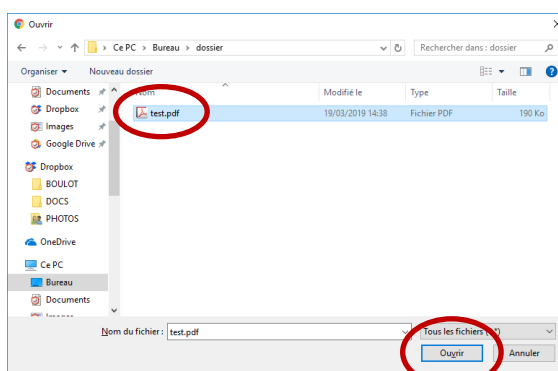 Ouvrir
Ce PC > Bureau > dossier
Rechercher dans : dossier
Organiser Nouveau dossier
Nom Modifié le Type Taille
test.pdf 19/03/2019 14:38 Fichier PDF 190 Ko
Documents
Dropbox
Images
Google Drive
Dropbox
BOULOT
DOCS
PHOTOS
OneDrive
Ce PC
Bureau
Documents
Nom du fichier : test.pdf
Tous les fichiers (*.*)
Ouvrir Annuler